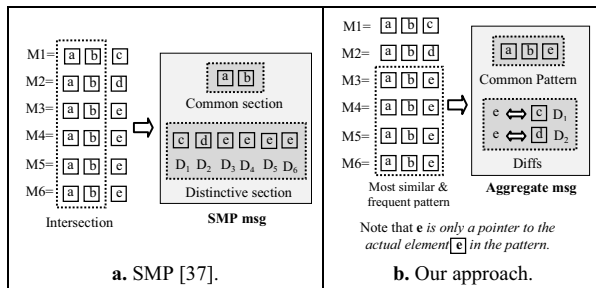 M1= a b c
M2= a b d
M3= a b e
M4= a b e
M5= a b e
M6= a b e
Intersection
a b
Common section
c d e e e e
D1 D2 D3 D4 D5 D6
Distinctive section
SMP msg
a. SMP [37].
M1= a b c
M2= a b d
M3= a b e
M4= a b e
M5= a b e
M6= a b e
Most similar &
frequent pattern
a b e
Common Pattern
e ⇔ c D1
e ⇔ d D2
Diffs
Aggregate msg
Note that e is only a pointer to the
actual element e in the pattern.
b. Our approach.